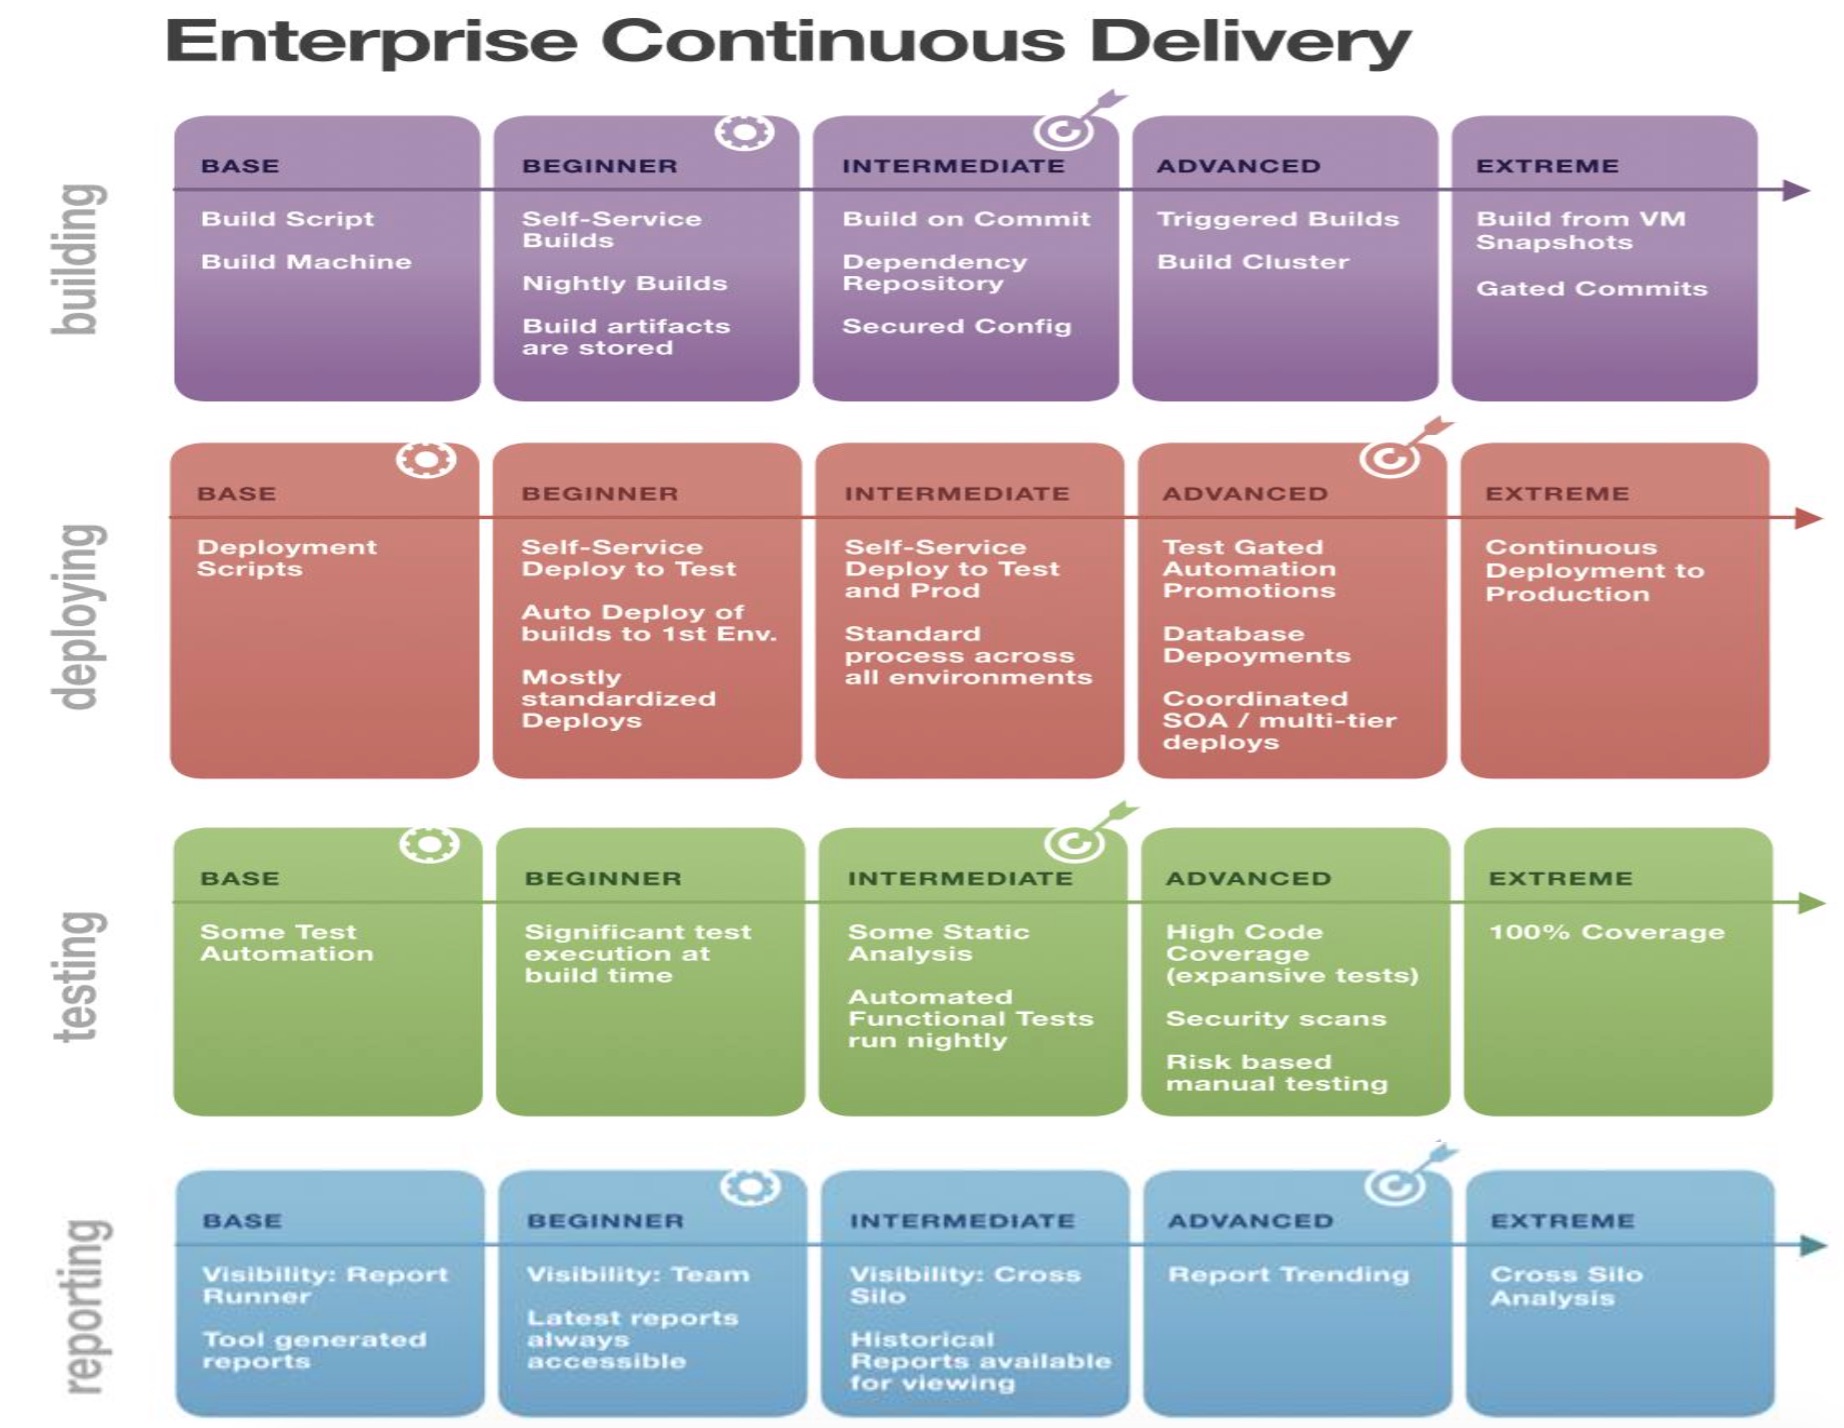 Enterprise Continuous Delivery
building
BASE
Build Script
Build Machine
BEGINNER
Self-Service
Builds
Nightly Builds
Build artifacts
are stored
INTERMEDIATE
Build on Commit
Dependency
Repository
Secured Config
ADVANCED
Triggered Builds
Build Cluster
EXTREME
Build from VM
Snapshots
Gated Commits
deploying
BASE
Deployment
Scripts
BEGINNER
Self-Service
Deploy to Test
Auto Deploy of
builds to 1st Env.
Mostly
standardized
Deploys
INTERMEDIATE
Self-Service
Deploy to Test
and Prod
Standard
process across
all environments
ADVANCED
Test Gated
Automation
Promotions
Database
Depoyments
Coordinated
SOA / multi-tier
deploys
EXTREME
Continuous
Deployment to
Production
testing
BASE
Some Test
Automation
BEGINNER
Significant test
execution at
build time
INTERMEDIATE
Some Static
Analysis
Automated
Functional Tests
run nightly
ADVANCED
High Code
Coverage
(expansive tests)
Security scans
Risk based
manual testing
EXTREME
100% Coverage
reporting
BASE
Visibility: Report
Runner
Tool generated
reports
BEGINNER
Visibility: Team
Latest reports
always
accessible
INTERMEDIATE
Visibility: Cross
Silo
Historical
Reports available
for viewing
ADVANCED
Report Trending
EXTREME
Cross Silo
Analysis